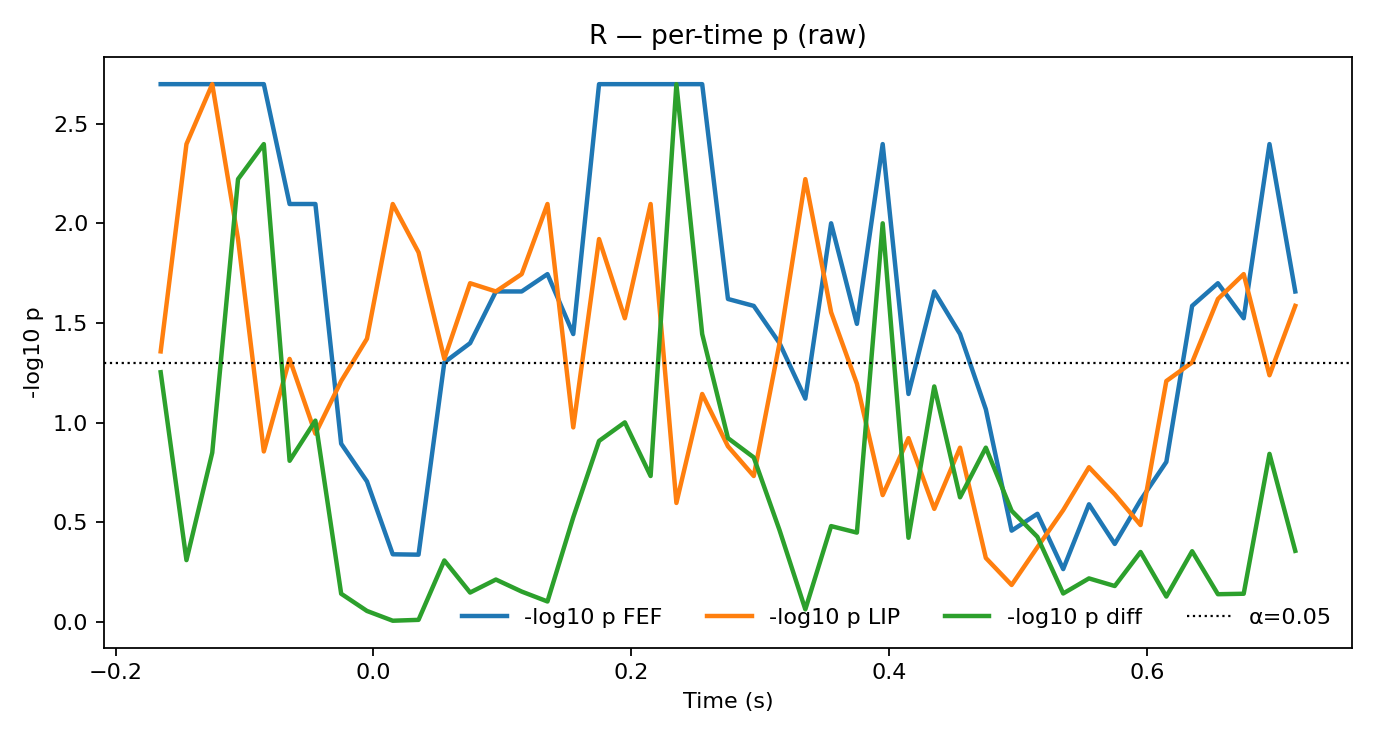 R — per-time p (raw)
-log10 p
2.5
2.0
1.5
1.0
0.5
0.0
-log10 p FEF -log10 p LIP -log10 p diff α=0.05
−0.2 0.0 0.2 0.4 0.6
Time (s)